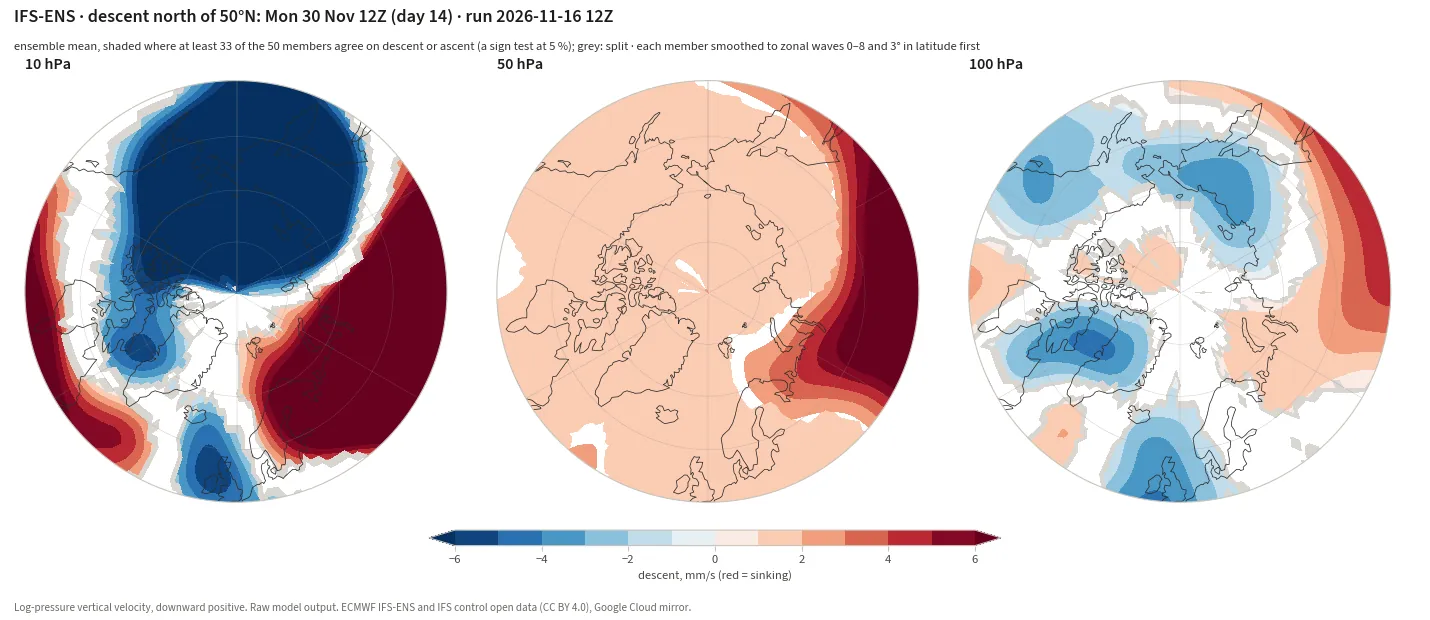 IFS-ENS · descent north of 50°N: Mon 30 Nov 12Z (day 14) · run 2026-11-16 12Z
ensemble mean, shaded where at least 33 of the 50 members agree on descent or ascent (a sign test at 5 %); grey: split · each member smoothed to zonal waves 0–8 and 3° in latitude first
10 hPa
50 hPa
100 hPa
−6 −4 −2 0 2 4 6
descent, mm/s (red = sinking)
Log-pressure vertical velocity, downward positive. Raw model output. ECMWF IFS-ENS and IFS control open data (CC BY 4.0), Google Cloud mirror.